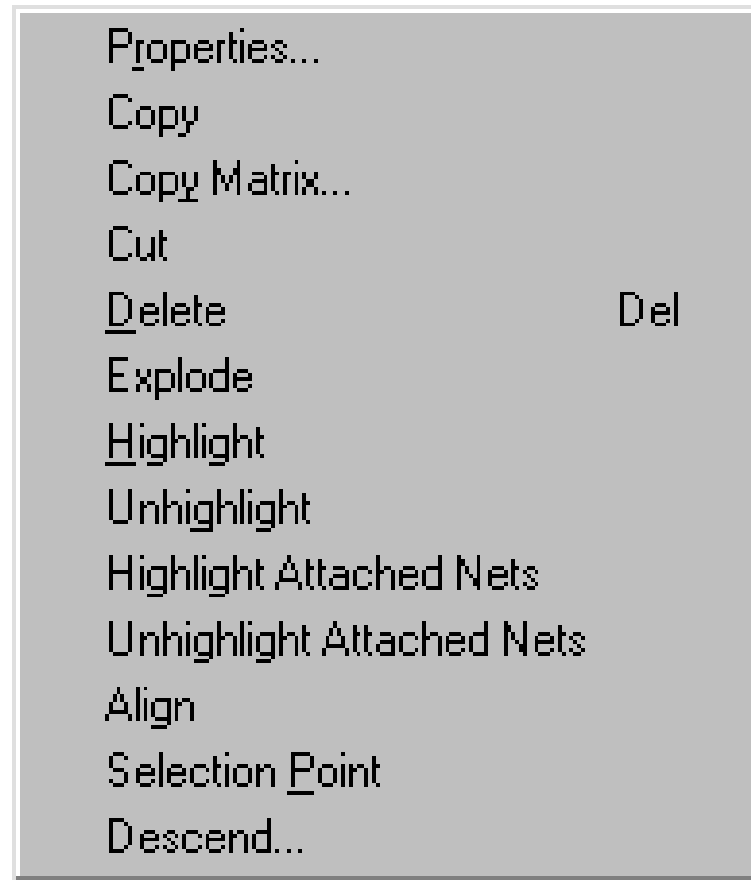 Properties...
Copy
Copy Matrix...
Cut
Delete Del
Explode
Highlight
Unhighlight
Highlight Attached Nets
Unhighlight Attached Nets
Align
Selection Point
Descend...